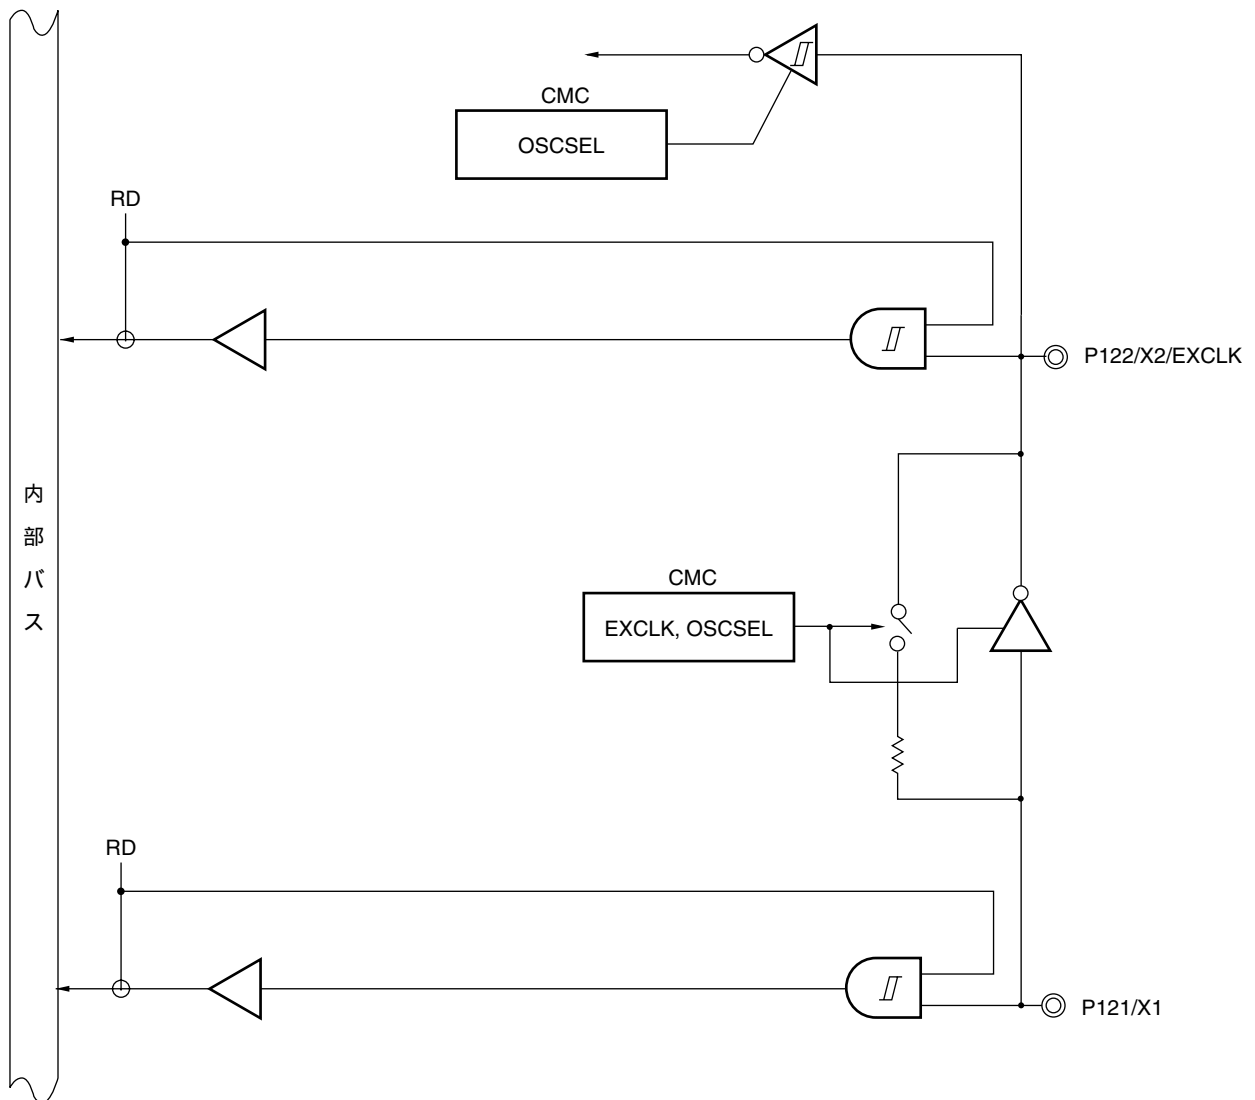 CMC
OSCSEL
RD
P122/X2/EXCLK
内部バス
CMC
EXCLK, OSCSEL
RD
P121/X1